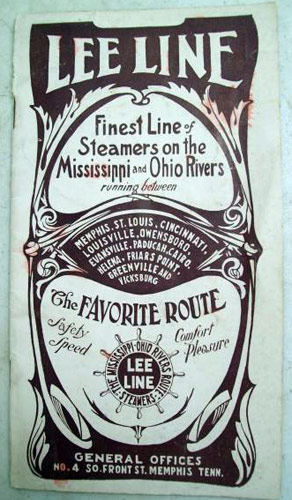 LEE LINE
Finest Line of
Steamers on the
Mississippi and Ohio Rivers
running between
MEMPHIS, ST. LOUIS, CINCINNATI,
LOUISVILLE, OWENSBORO,
EVANSVILLE, PADUCAH, CAIRO,
HELENA, FRIARS POINT,
GREENVILLE AND
VICKSBURG
The FAVORITE ROUTE
Safety
Speed
Comfort
Pleasure
THE MISSISSIPPI-OHIO RIVERS ROUTE
STEAMERS
LEE
LINE
GENERAL OFFICES
NO. 4 SO. FRONT ST. MEMPHIS TENN.